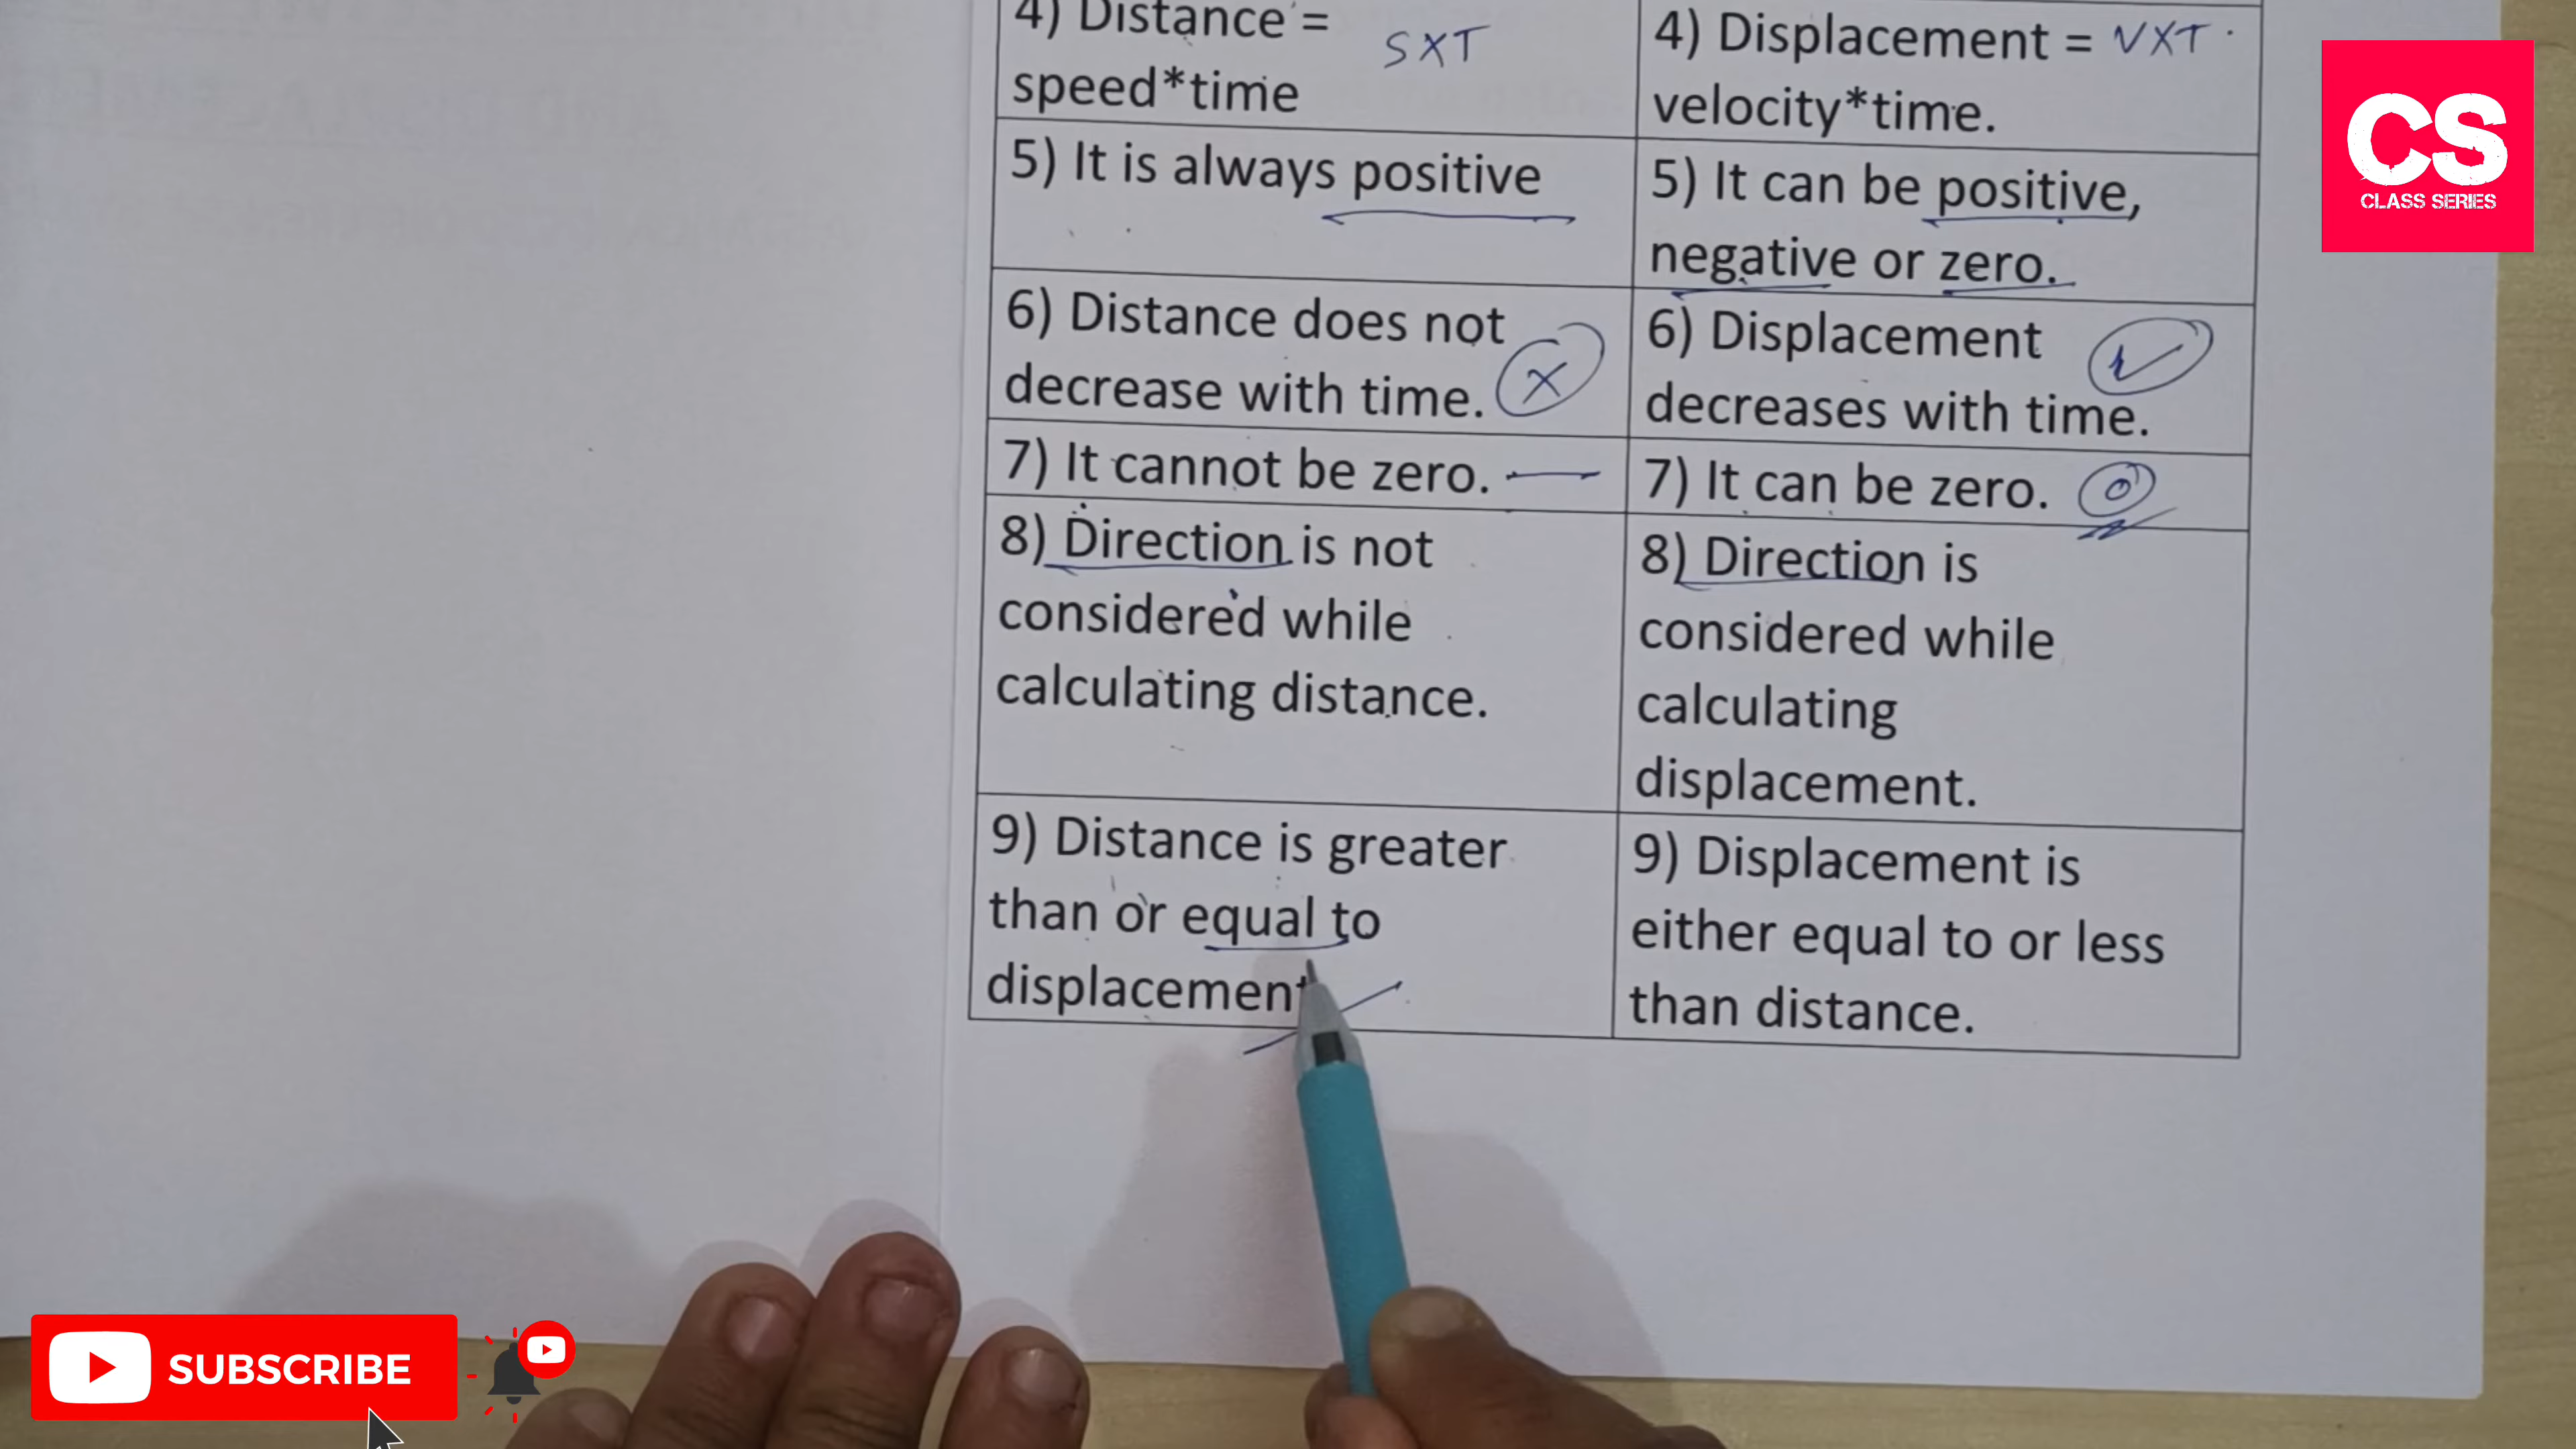 4) Distance = SXT
speed*time
4) Displacement = VXT
velocity*time.
5) It is always positive
5) It can be positive,
negative or zero.
6) Distance does not
decrease with time. X
6) Displacement
decreases with time.
7) It cannot be zero.
7) It can be zero. 0
8) Direction is not
considered while
calculating distance.
8) Direction is
considered while
calculating
displacement.
9) Distance is greater
than or equal to
displacement
9) Displacement is
either equal to or less
than distance.
CS
CLASS SERIES
SUBSCRIBE